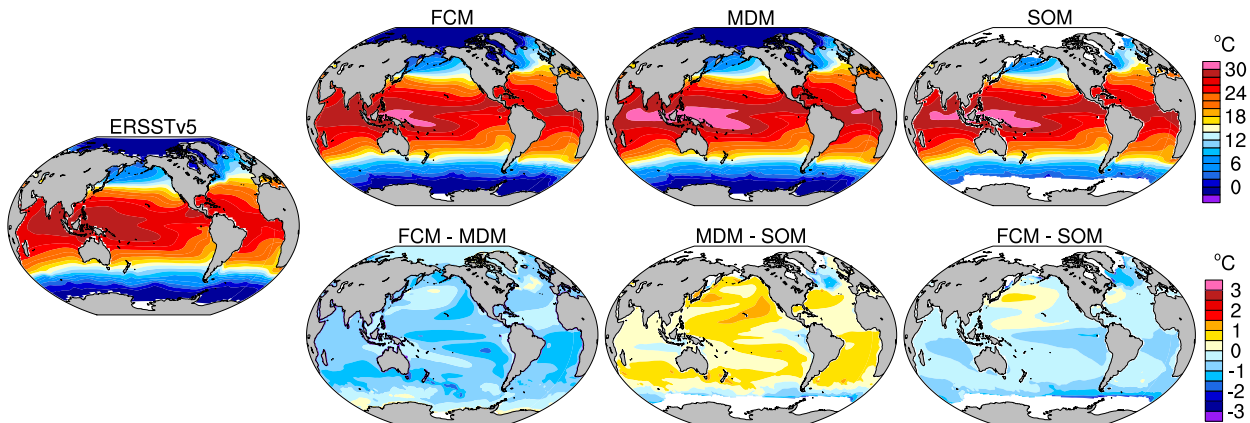 FCM
MDM
SOM
°C
30
24
18
12
6
0
ERSSTv5
FCM - MDM
MDM - SOM
FCM - SOM
°C
3
2
1
0
-1
-2
-3